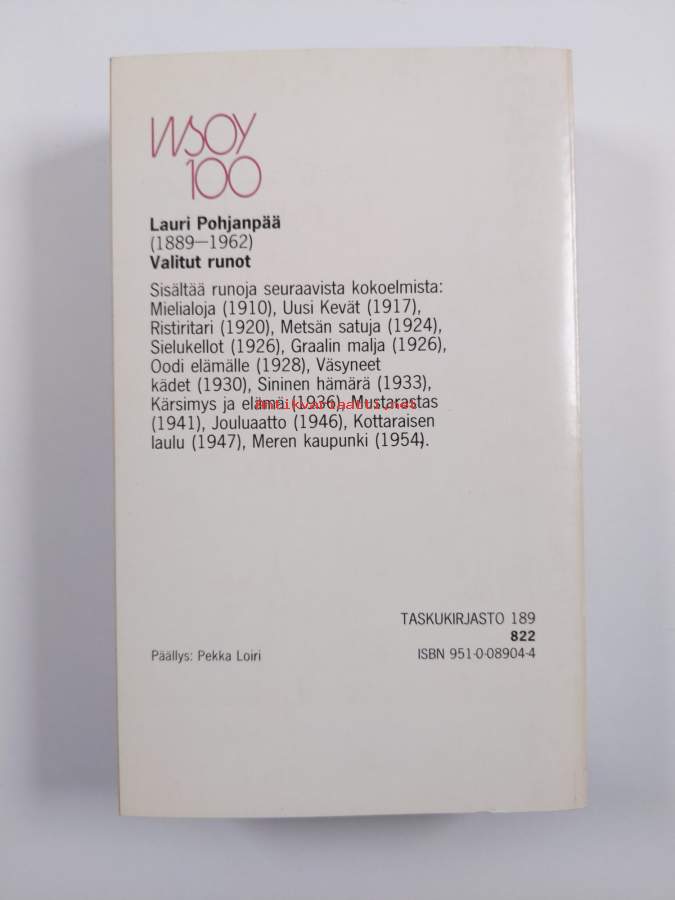 WSOY
100
Lauri Pohjanpää
(1889—1962)
Valitut runot
Sisältää runoja seuraavista kokoelmista:
Mielialoja (1910), Uusi Kevät (1917),
Ristiritari (1920), Metsän satuja (1924),
Sielukellot (1926), Graalin malja (1926),
Oodi elämälle (1928), Väsyneet
kädet (1930), Sininen hämärä (1933),
Kärsimys ja elämä (1936), Mustarastas
antikvariaatti.net
(1941), Jouluaatto (1946), Kottaraisen
laulu (1947), Meren kaupunki (1954).
TASKUKIRJASTO 189
822
Päällys: Pekka Loiri
ISBN 951-0-08904-4